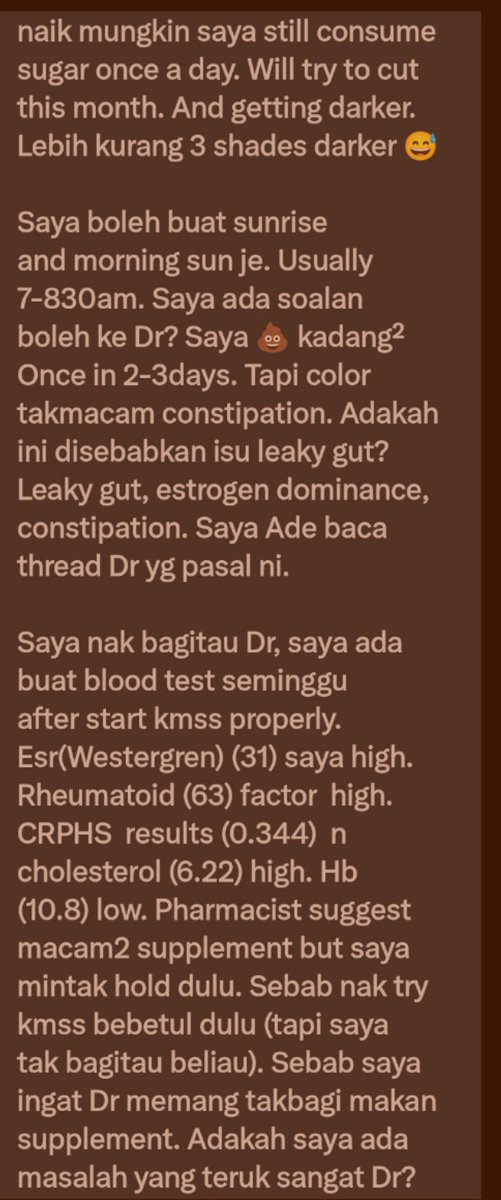 naik mungkin saya still consume
sugar once a day. Will try to cut
this month. And getting darker.
Lebih kurang 3 shades darker 😅
Saya boleh buat sunrise
and morning sun je. Usually
7-830am. Saya ada soalan
boleh ke Dr? Saya 💩 kadang²
Once in 2-3days. Tapi color
takmacam constipation. Adakah
ini disebabkan isu leaky gut?
Leaky gut, estrogen dominance,
constipation. Saya Ade baca
thread Dr yg pasal ni.
Saya nak bagitau Dr, saya ada
buat blood test seminggu
after start kmss properly.
Esr(Westergren) (31) saya high.
Rheumatoid (63) factor high.
CRPHS results (0.344) n
cholesterol (6.22) high. Hb
(10.8) low. Pharmacist suggest
macam2 supplement but saya
mintak hold dulu. Sebab nak try
kmss bebetul dulu (tapi saya
tak bagitau beliau). Sebab saya
ingat Dr memang takbagi makan
supplement. Adakah saya ada
masalah yang teruk sangat Dr?